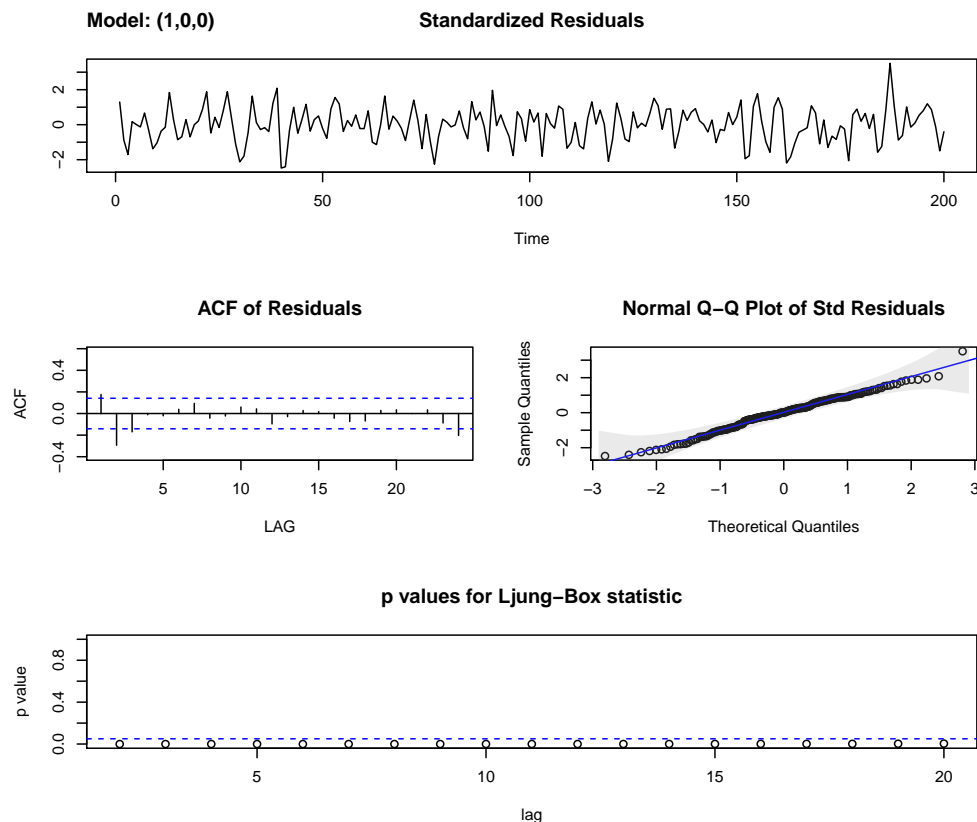 Model: (1,0,0) Standardized Residuals
2
0
−2
0 50 100 150 200
Time
ACF of Residuals
ACF
0.4
0.0
−0.4
5 10 15 20
LAG
Normal Q−Q Plot of Std Residuals
Sample Quantiles
2
0
−2
−3 −2 −1 0 1 2 3
Theoretical Quantiles
p values for Ljung−Box statistic
p value
0.8
0.4
0.0
5 10 15 20
lag